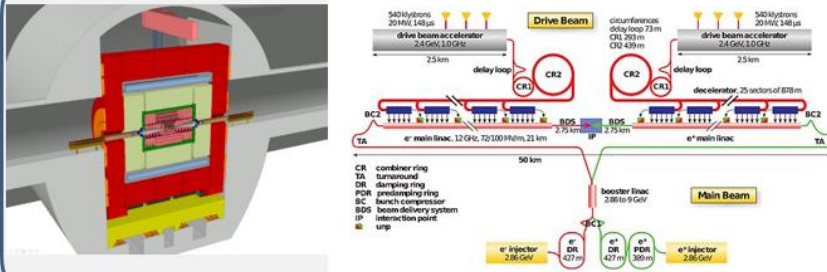 540 klystrons
20 MW, 148 μs
Drive Beam
circumferences
delay loop 73 m
CR1 293 m
CR2 439 m
540 klystrons
20 MW, 148 μs
drive beam accelerator
2.4 GeV, 1.0 GHz
drive beam accelerator
2.4 GeV, 1.0 GHz
2.5 km
delay loop
CR1
CR2
CR2
CR1
delay loop
2.5 km
decelerator, 25 sectors of 878 m
BC2
BDS
2.75 km
IP
BDS
2.75 km
BC2
TA
e⁻ main linac, 12 GHz, 72/100 MV/m, 21 km
e⁺ main linac
TA
50 km
CR combiner ring
TA turnaround
DR damping ring
PDR predamping ring
BC bunch compressor
BDS beam delivery system
IP interaction point
booster linac
2.86 to 9 GeV
Main Beam
BC1
e⁻ injector
2.86 GeV
e⁻
DR
427 m
e⁺
DR
427 m
e⁺
PDR
389 m
e⁺ injector
2.86 GeV